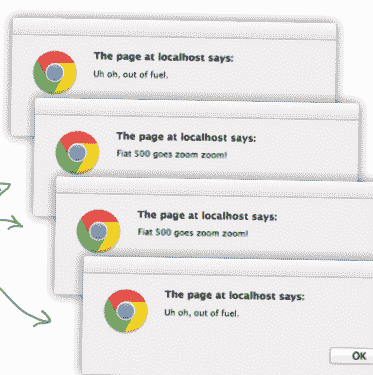 The page at localhost says:
Uh oh, out of fuel.
The page at localhost says:
Fiat 500 goes zoom zoom!
The page at localhost says:
Fiat 500 goes zoom zoom!
The page at localhost says:
Uh oh, out of fuel.
OK